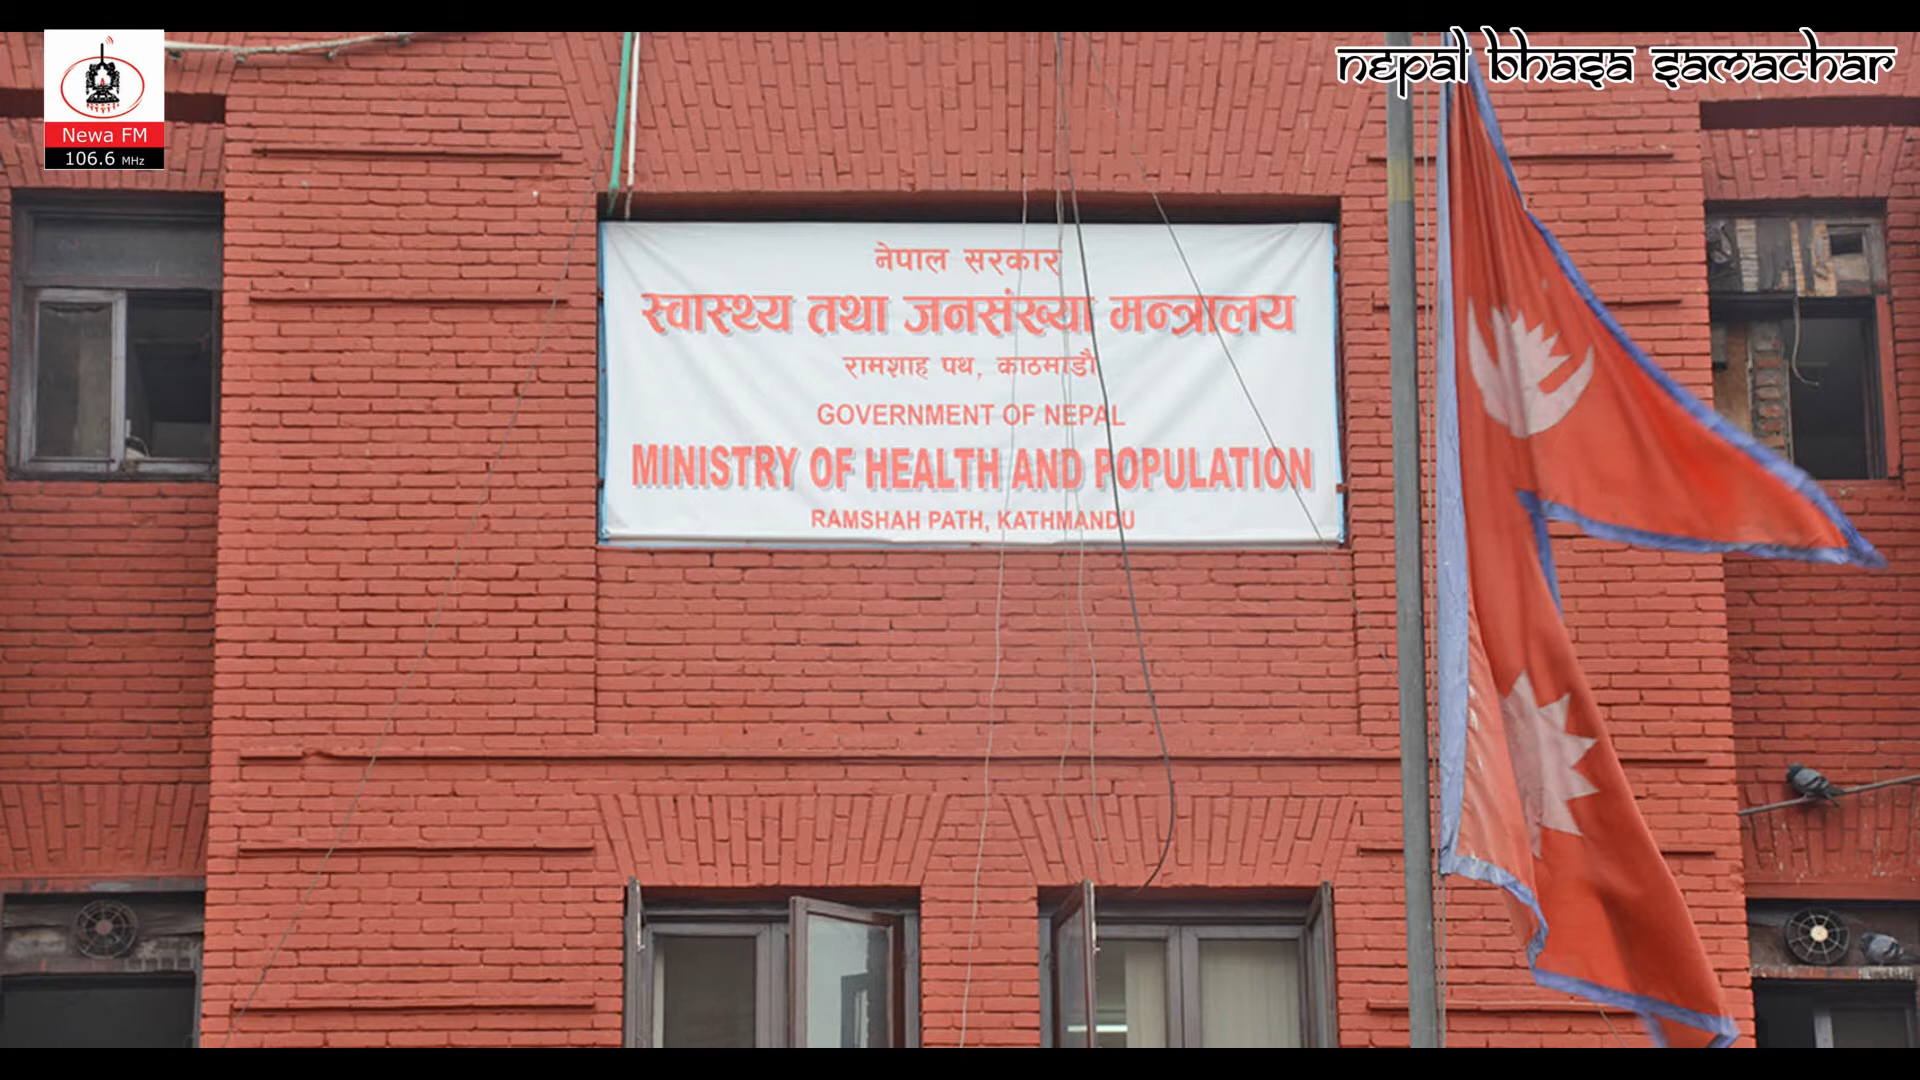 Newa FM
106.6 MHz
nepal bhasa samachar
नेपाल सरकार
स्वास्थ्य तथा जनसंख्या मन्त्रालय
रामशाह पथ, काठमाडौं
GOVERNMENT OF NEPAL
MINISTRY OF HEALTH AND POPULATION
RAMSHAH PATH, KATHMANDU